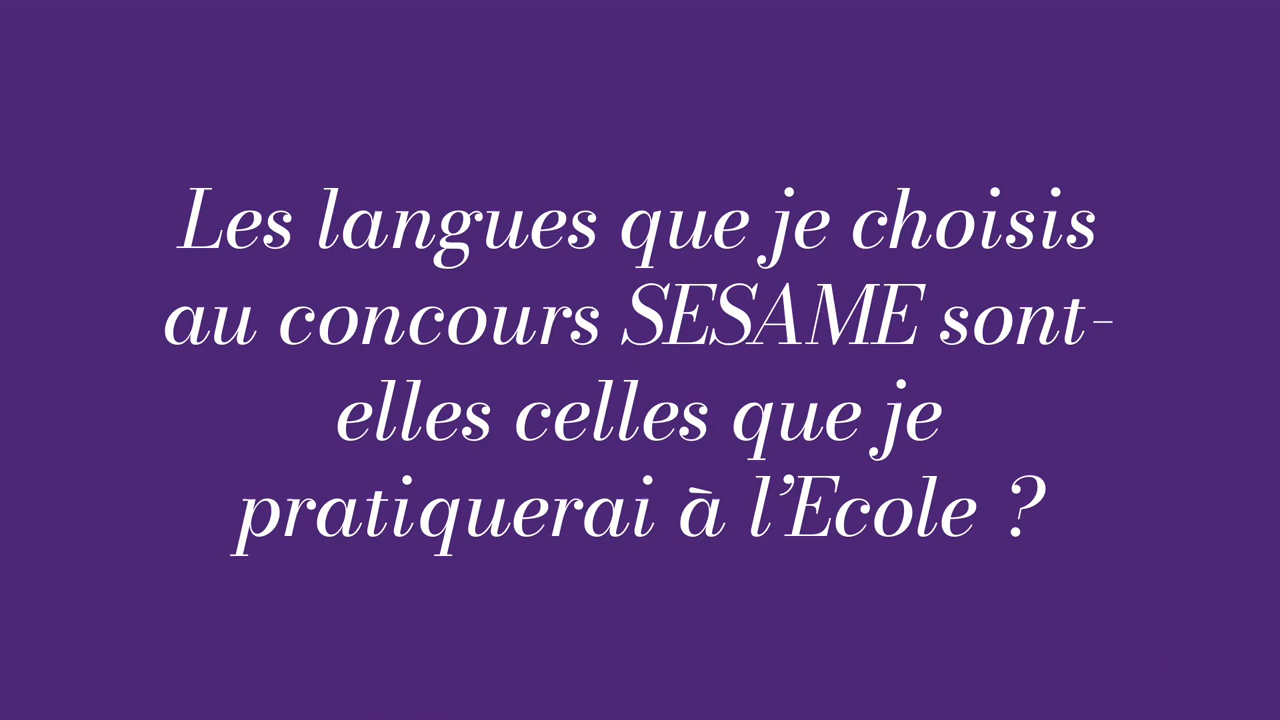 Les langues que je choisis
au concours SESAME sont-
elles celles que je
pratiquerai à l’Ecole ?